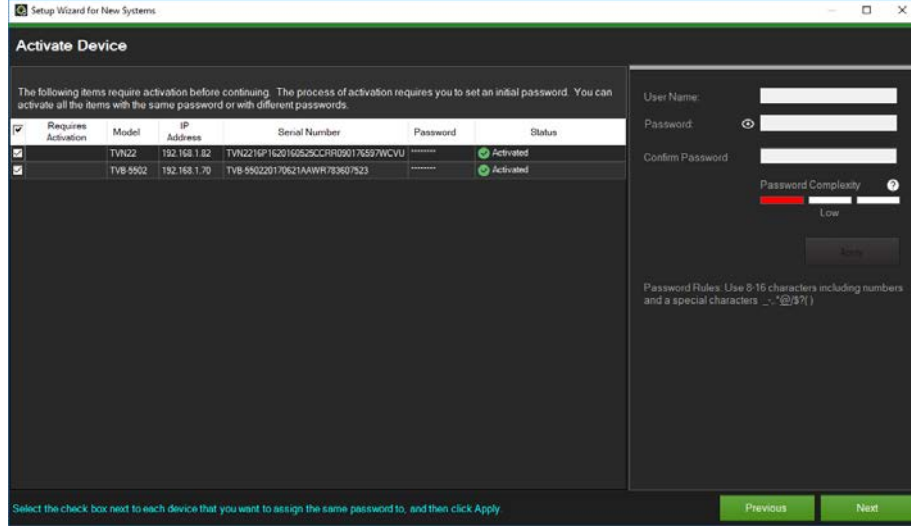 Setup Wizard for New Systems
Activate Device
The following items require activation before continuing. The process of activation requires you to set an initial password. You can
activate all the items with the same password or with different passwords.
Requires Activation Model IP Address Serial Number Password Status
TVN22 192.168.1.82 TVN2216P1620160525CCRR090176597WCVU ******** Activated
TVB-5502 192.168.1.70 TVB-550220170621AAWR783607523 ******** Activated
User Name:
Password:
Confirm Password
Password Complexity ?
Low
Apply
Password Rules: Use 8-16 characters including numbers
and a special characters _-,.*@/$?( )
Select the check box next to each device that you want to assign the same password to, and then click Apply.
Previous Next